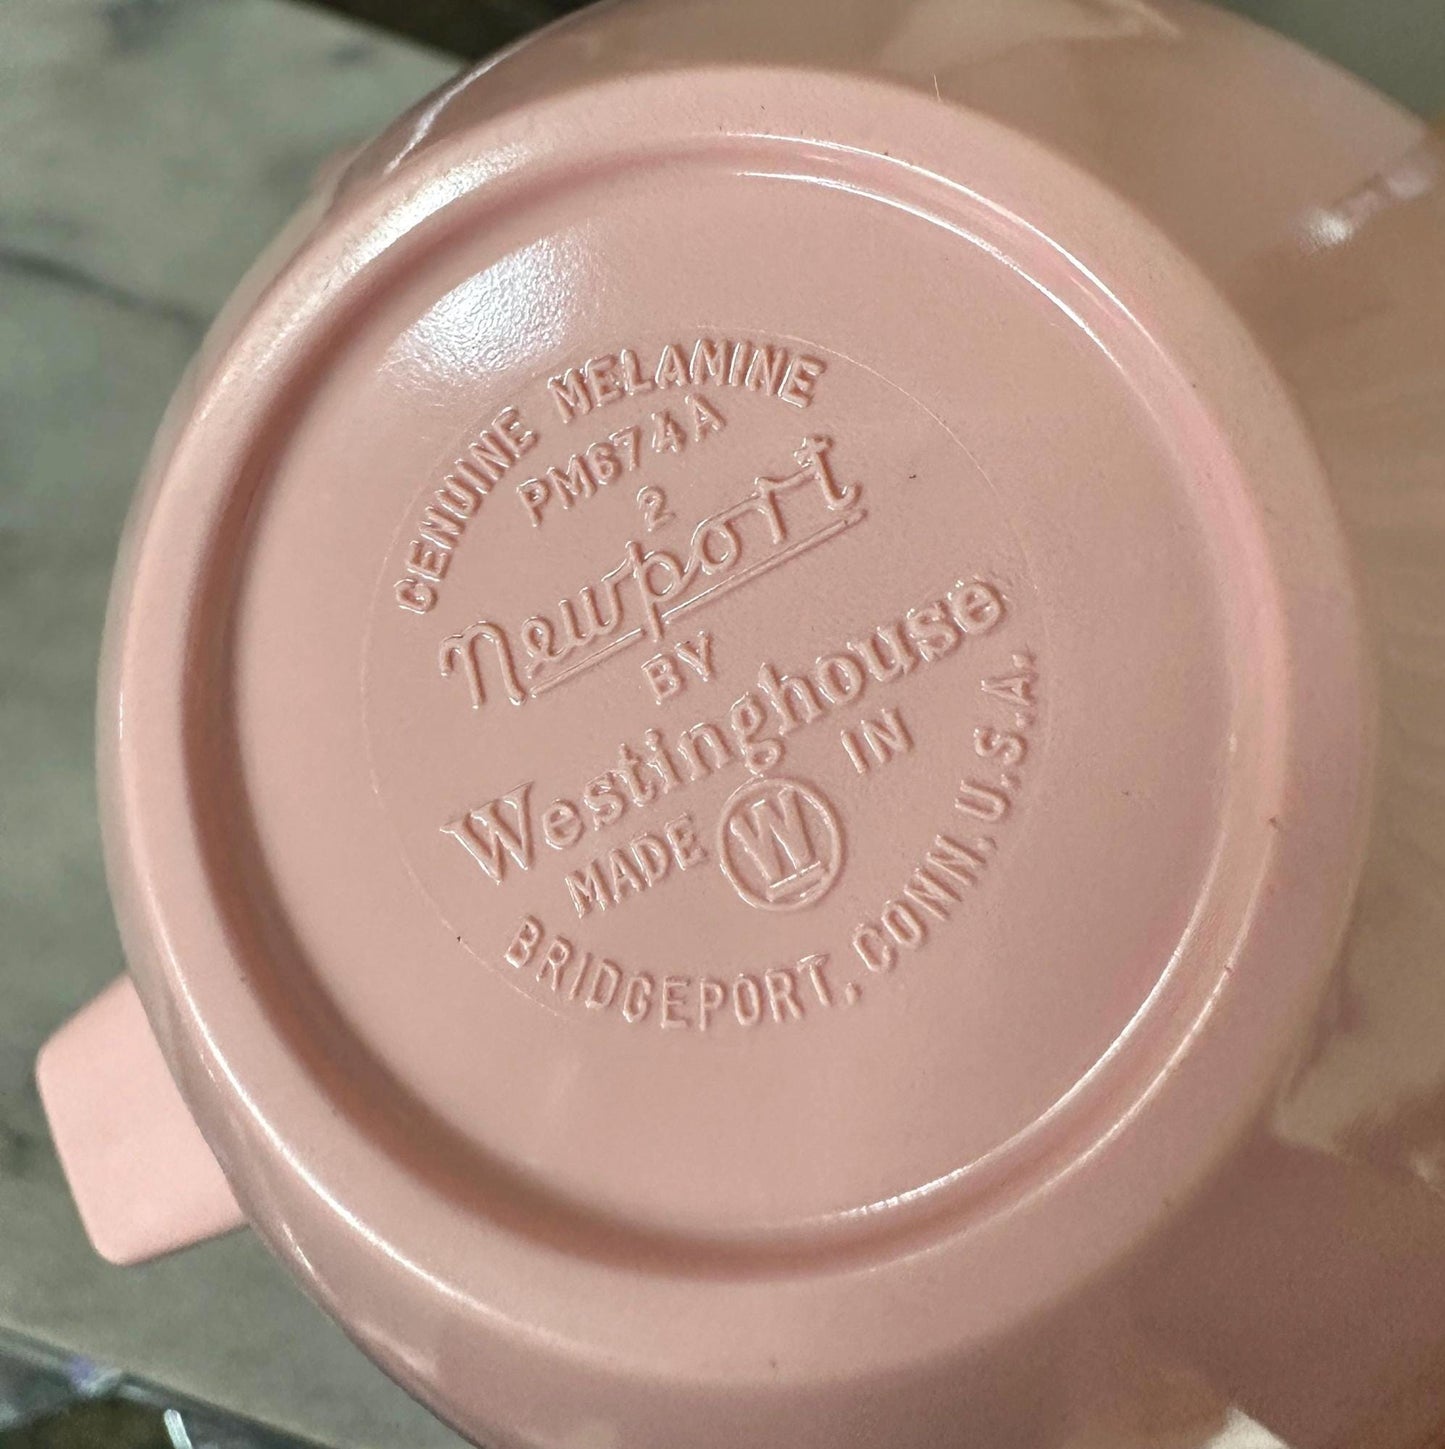 GENUINE MELAMINE
PM674A
2
Newport
BY
Westinghouse
MADE W IN
BRIDGEPORT, CONN. U.S.A.